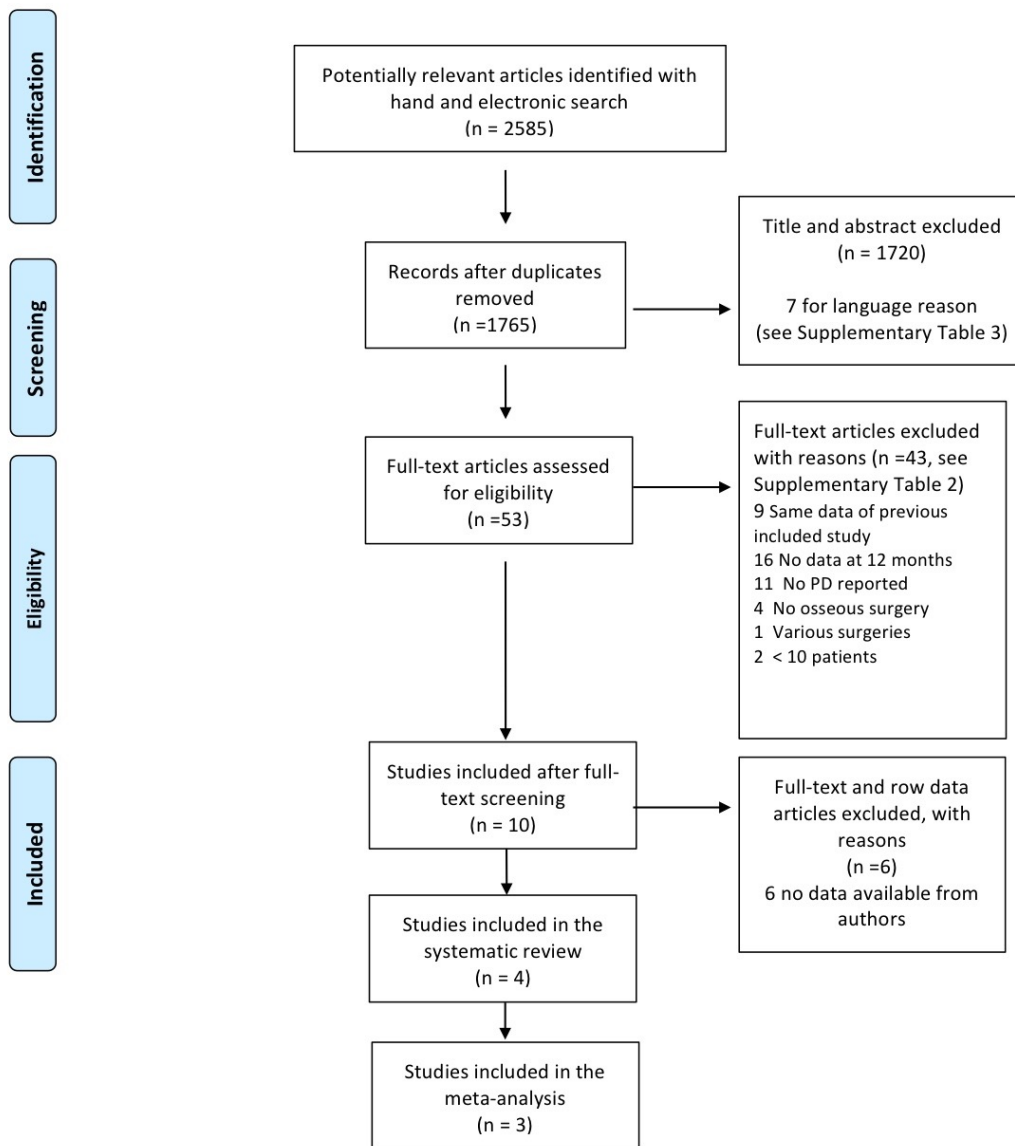 Identification
Potentially relevant articles identified with
hand and electronic search
(n = 2585)
Screening
Records after duplicates
removed
(n =1765)
Title and abstract excluded
(n = 1720)
7 for language reason
(see Supplementary Table 3)
Eligibility
Full-text articles assessed
for eligibility
(n =53)
Full-text articles excluded
with reasons (n =43, see
Supplementary Table 2)
9 Same data of previous
included study
16 No data at 12 months
11 No PD reported
4 No osseous surgery
1 Various surgeries
2 < 10 patients
Included
Studies included after full-
text screening
(n = 10)
Full-text and row data
articles excluded, with
reasons
(n =6)
6 no data available from
authors
Studies included in the
systematic review
(n = 4)
Studies included in the
meta-analysis
(n = 3)